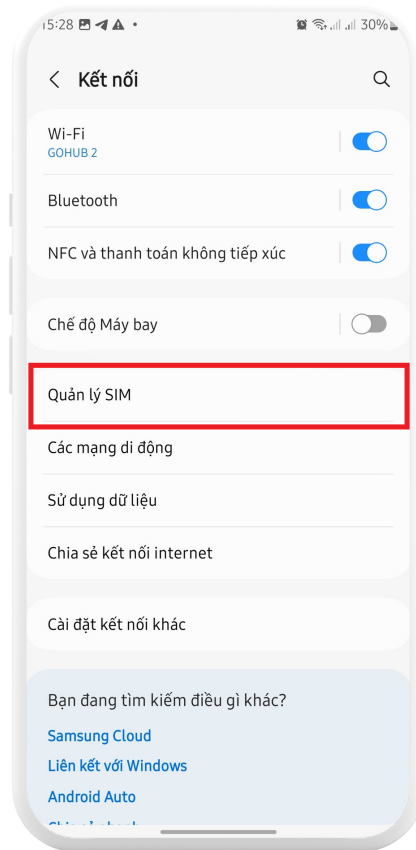 15:28
30%
Kết nối
Wi-Fi
GOHUB 2
Bluetooth
NFC và thanh toán không tiếp xúc
Chế độ Máy bay
Quản lý SIM
Các mạng di động
Sử dụng dữ liệu
Chia sẻ kết nối internet
Cài đặt kết nối khác
Bạn đang tìm kiếm điều gì khác?
Samsung Cloud
Liên kết với Windows
Android Auto